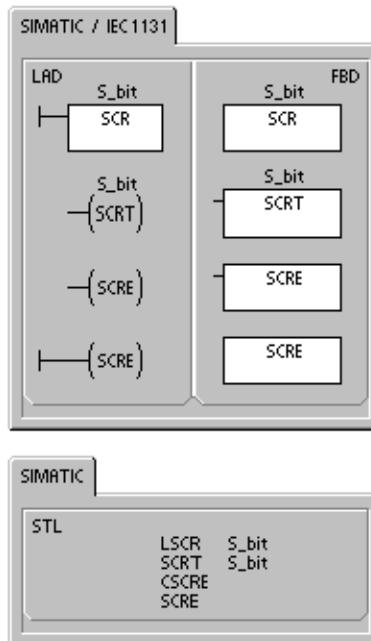 SIMATIC / IEC1131
LAD
FBD
S_bit
SCR
S_bit
SCR
S_bit
(SCRT)
S_bit
SCRT
(SCRE)
SCRE
(SCRE)
SCRE
SIMATIC
STL
LSCR S_bit
SCRT S_bit
CSCRE
SCRE